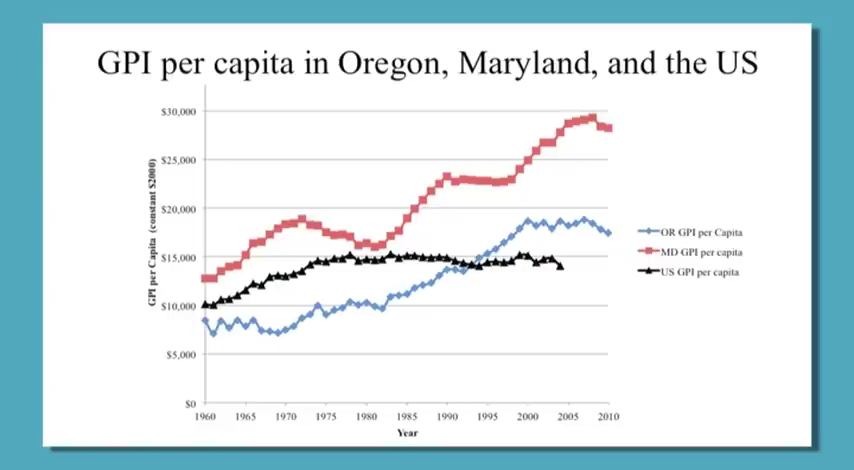 GPI per capita in Oregon, Maryland, and the US
$30,000
$25,000
$20,000
$15,000
$10,000
$5,000
$0
GPI per Capita (constant $2000)
1960 1965 1970 1975 1980 1985 1990 1995 2000 2005 2010
Year
OR GPI per Capita
MD GPI per capita
US GPI per capita